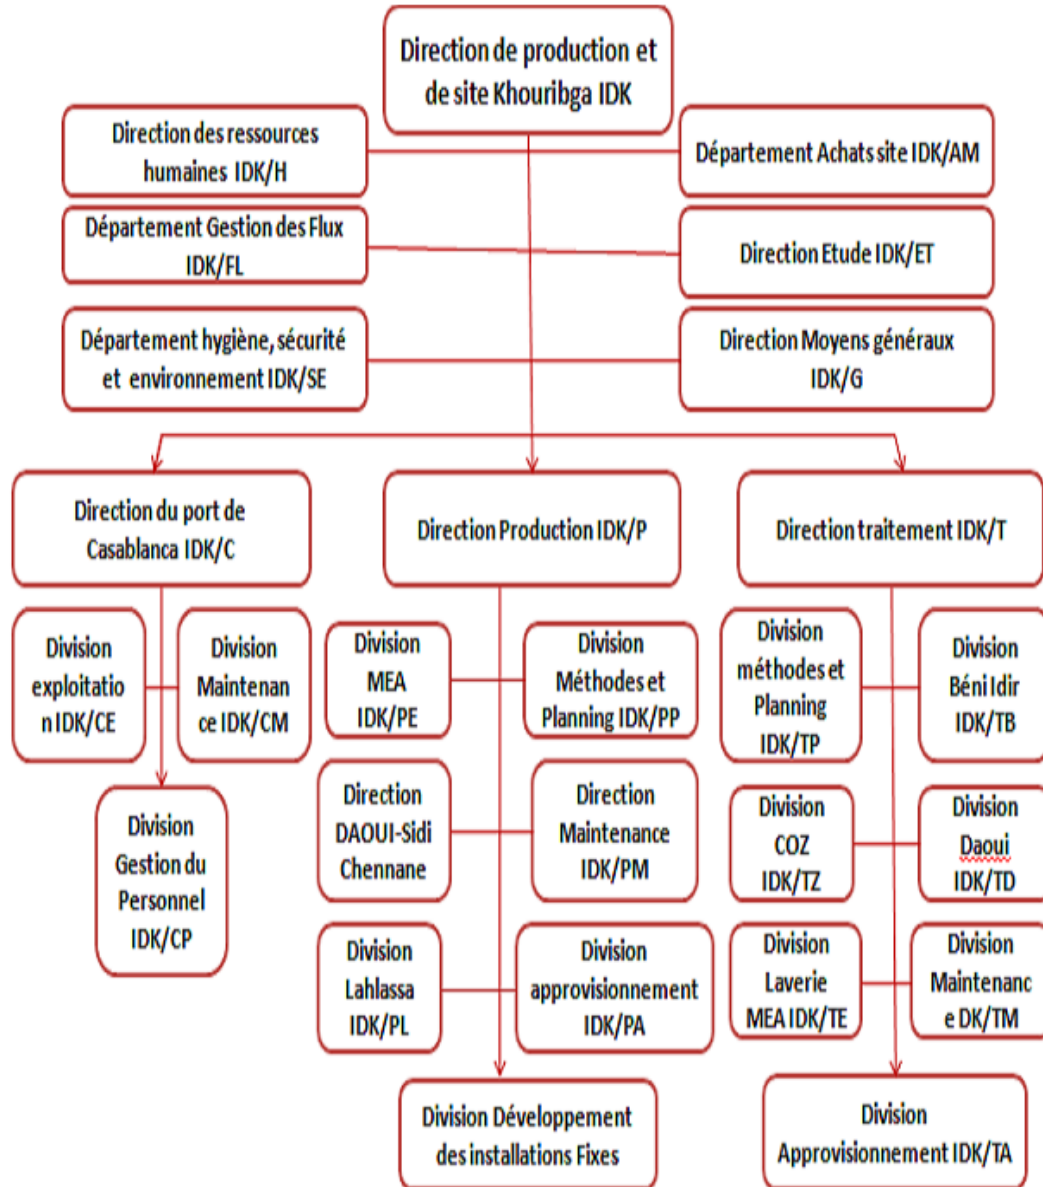 Direction de production et
de site Khouribga IDK
Direction des ressources
humaines IDK/H
Département Achats site IDK/AM
Département Gestion des Flux
IDK/FL
Direction Etude IDK/ET
Département hygiène, sécurité
et environnement IDK/SE
Direction Moyens généraux
IDK/G
Direction du port de
Casablanca IDK/C
Direction Production IDK/P
Direction traitement IDK/T
Division
exploitatio
n IDK/CE
Division
Maintenan
ce IDK/CM
Division
Gestion du
Personnel
IDK/CP
Division
MEA
IDK/PE
Division
Méthodes et
Planning IDK/PP
Direction
DAOUI-Sidi
Chennane
Direction
Maintenance
IDK/PM
Division
Lahlassa
IDK/PL
Division
approvisionnement
IDK/PA
Division Développement
des installations Fixes
Division
méthodes et
Planning
IDK/TP
Division
Béni Idir
IDK/TB
Division
COZ
IDK/TZ
Division
Daoui
IDK/TD
Division
Laverie
MEA IDK/TE
Division
Maintenanc
e DK/TM
Division
Approvisionnement IDK/TA